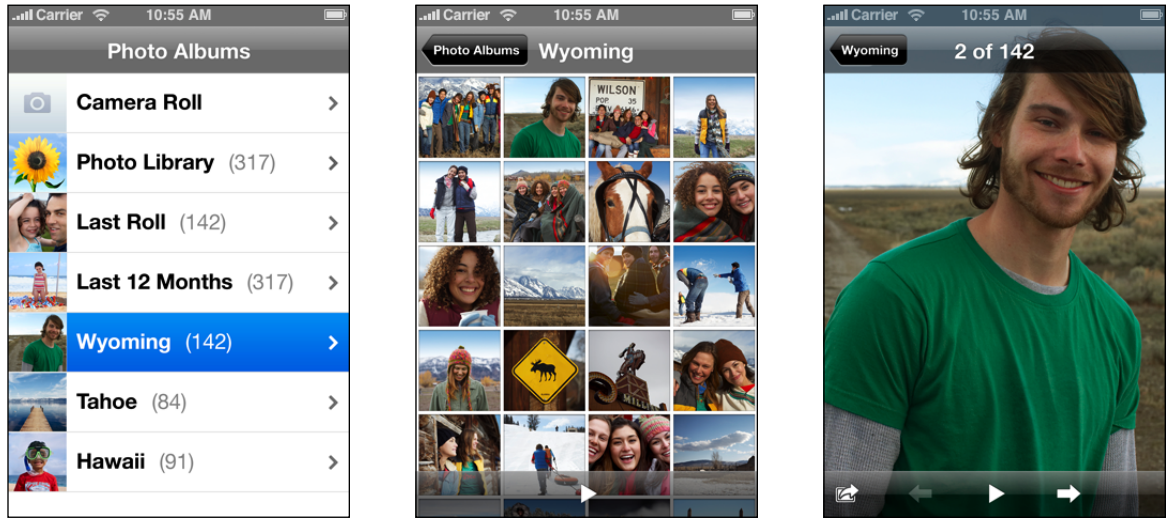 Carrier 10:55 AM
Photo Albums
Camera Roll
Photo Library (317)
Last Roll (142)
Last 12 Months (317)
Wyoming (142)
Tahoe (84)
Hawaii (91)
Carrier 10:55 AM
Photo Albums Wyoming
WILSON
POP. 35
Carrier 10:55 AM
Wyoming 2 of 142